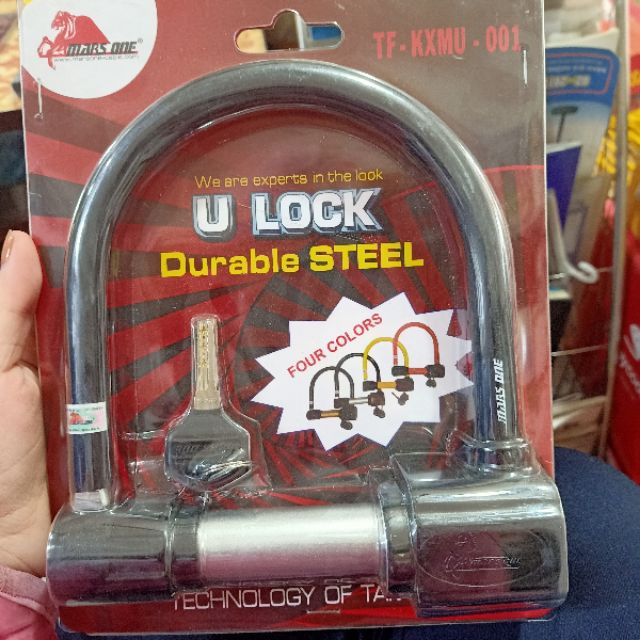 MARS ONE®
TF-KXMU-001
We are experts in the look
U LOCK
Durable STEEL
FOUR COLORS
MARS ONE
TECHNOLOGY OF